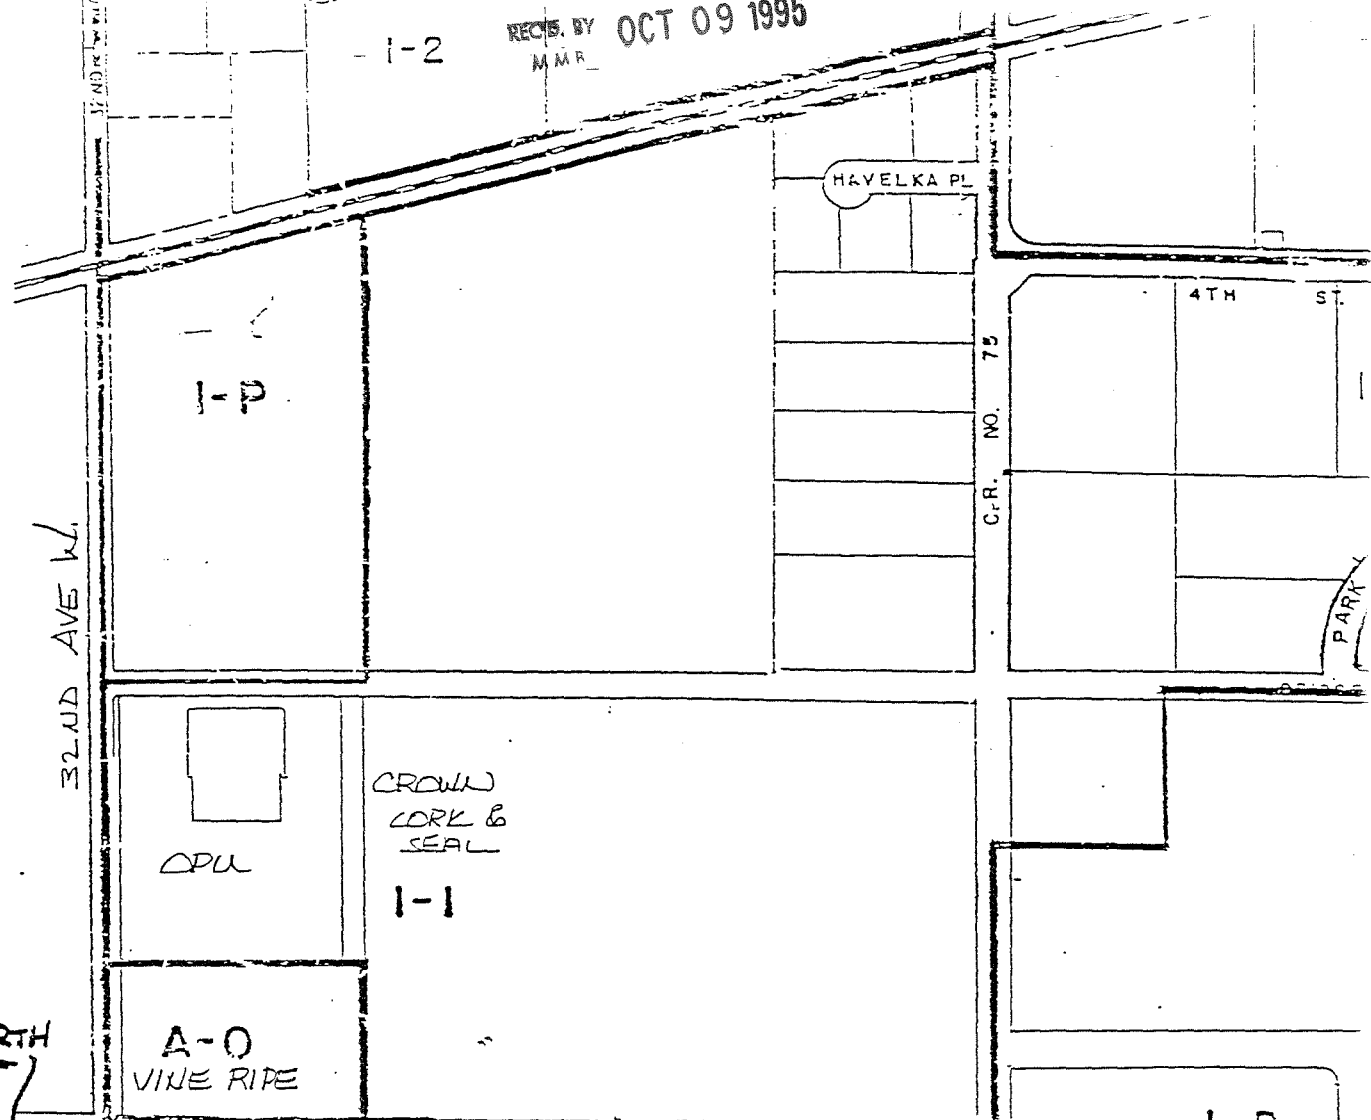 RECD. BY OCT 09 1995
I-2
HAVELKA PL
4TH ST.
C.R. NO. 75
I-P
PARK
32ND AVE W.
BRIDGE
CROWN
CORK &
SEAL
OPU
I-1
A-O
VINE RIPE